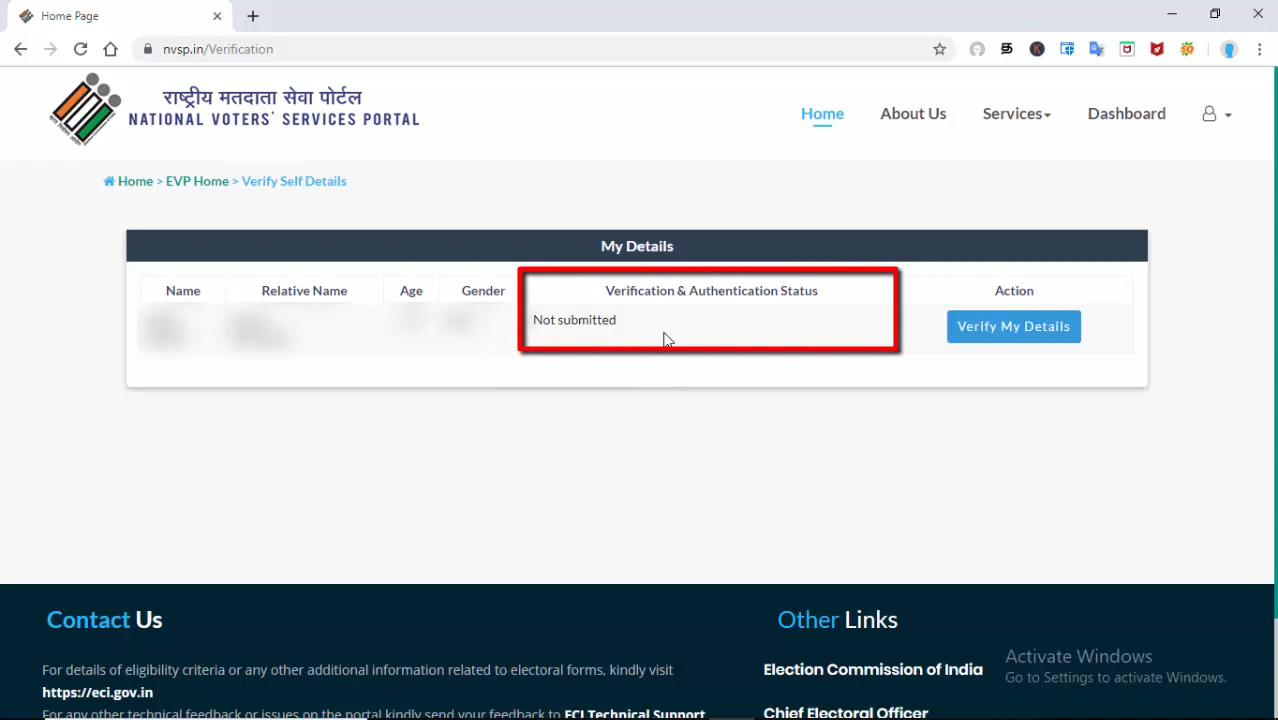 Home Page
nvsp.in/Verification
राष्ट्रीय मतदाता सेवा पोर्टल
NATIONAL VOTERS' SERVICES PORTAL
Home About Us Services Dashboard
Home > EVP Home > Verify Self Details
My Details
Name Relative Name Age Gender Verification & Authentication Status Action
Not submitted Verify My Details
Contact Us Other Links
For details of eligibility criteria or any other additional information related to electoral forms, kindly visit
https://eci.gov.in
For any other technical feedback or issues on the portal kindly send your feedback to ECI Technical Support
Election Commission of India
Chief Electoral Officer
Activate Windows
Go to Settings to activate Windows.